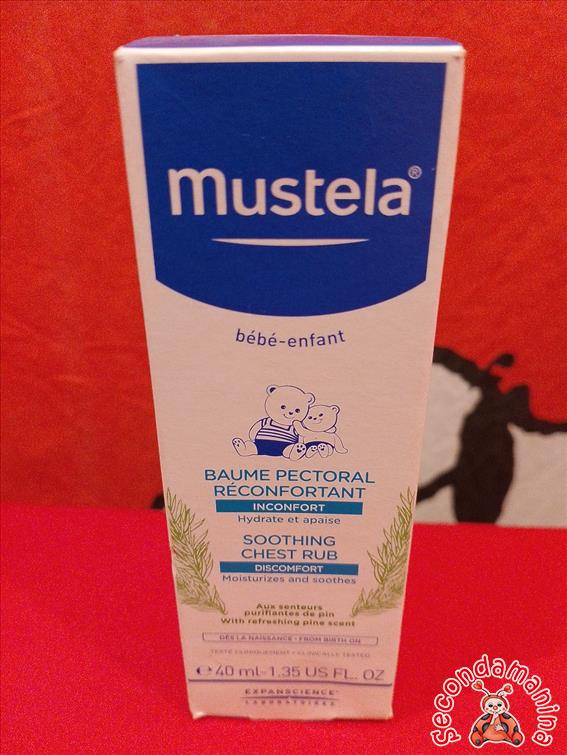 mustela®
bébé-enfant
BAUME PECTORAL
RÉCONFORTANT
INCONFORT
Hydrate et apaise
SOOTHING
CHEST RUB
DISCOMFORT
Moisturizes and soothes
Aux senteurs
purifiantes de pin
With refreshing pine scent
DÈS LA NAISSANCE - FROM BIRTH ON
TESTÉ CLINIQUEMENT • CLINICALLY TESTED
℮ 40 ml - 1.35 US FL. OZ
EXPANSCIENCE®
LABORATOIRES
secondamanina